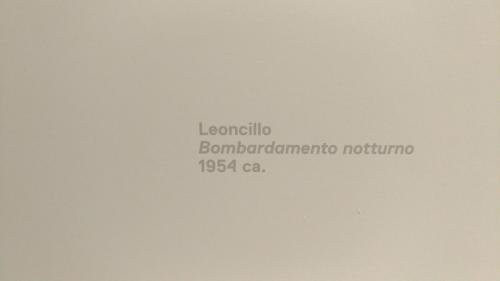 Leoncillo
Bombardamento notturno
1954 ca.